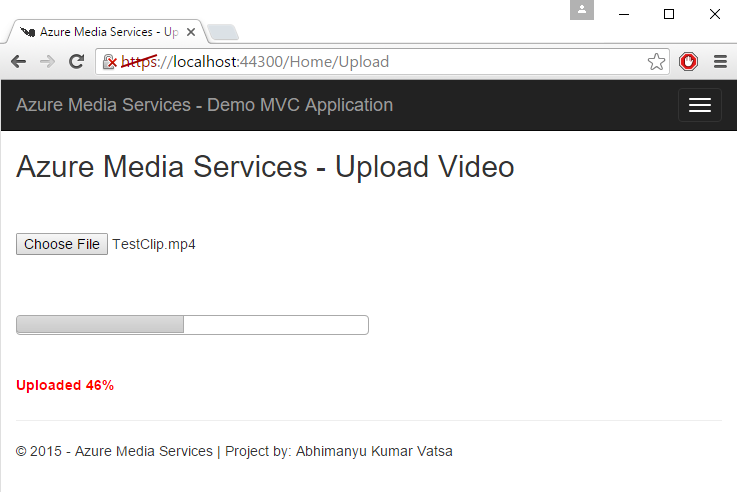 Azure Media Services - Up
https://localhost:44300/Home/Upload
Azure Media Services - Demo MVC Application
Azure Media Services - Upload Video
Choose File TestClip.mp4
Uploaded 46%
© 2015 - Azure Media Services | Project by: Abhimanyu Kumar Vatsa